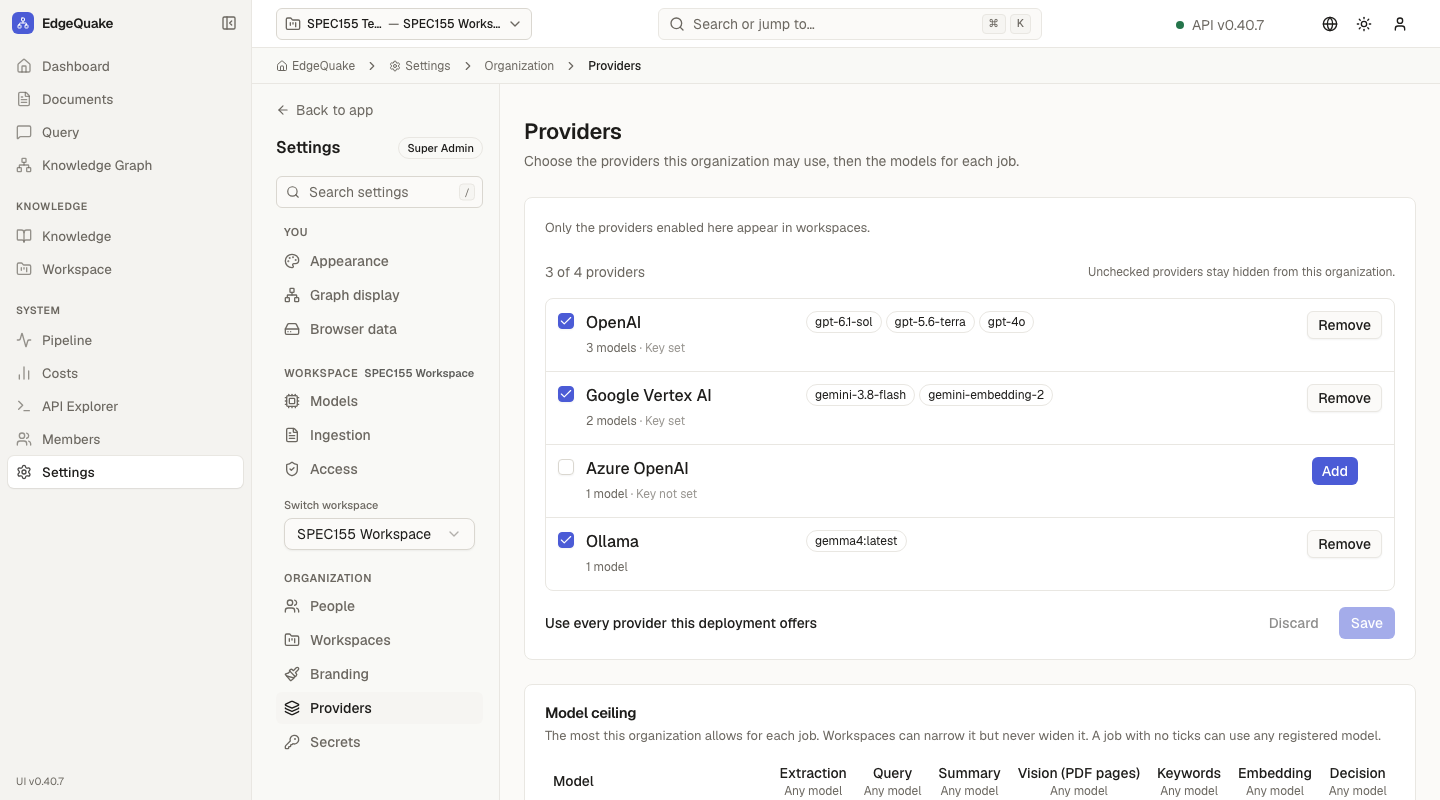 EdgeQuake
Dashboard
Documents
Query
Knowledge Graph
KNOWLEDGE
Knowledge
Workspace
SYSTEM
Pipeline
Costs
API Explorer
Members
Settings
UI v0.40.7
SPEC155 Te... — SPEC155 Works...
Search or jump to...
⌘ K
API v0.40.7
EdgeQuake > Settings > Organization > Providers
Back to app
Settings
Super Admin
Search settings /
YOU
Appearance
Graph display
Browser data
WORKSPACE SPEC155 Workspace
Models
Ingestion
Access
Switch workspace
SPEC155 Workspace
ORGANIZATION
People
Workspaces
Branding
Providers
Secrets
Providers
Choose the providers this organization may use, then the models for each job.
Only the providers enabled here appear in workspaces.
3 of 4 providers
Unchecked providers stay hidden from this organization.
OpenAI gpt-6.1-sol gpt-5.6-terra gpt-4o Remove
3 models · Key set
Google Vertex AI gemini-3.8-flash gemini-embedding-2 Remove
2 models · Key set
Azure OpenAI Add
1 model · Key not set
Ollama gemma4:latest Remove
1 model
Use every provider this deployment offers Discard Save
Model ceiling
The most this organization allows for each job. Workspaces can narrow it but never widen it. A job with no ticks can use any registered model.
Model Extraction Query Summary Vision (PDF pages) Keywords Embedding Decision
Any model Any model Any model Any model Any model Any model Any model